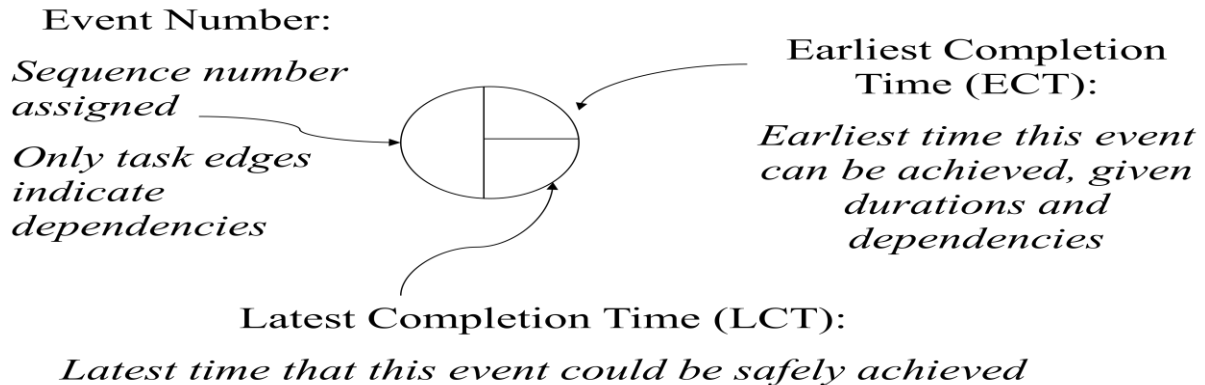 Event Number:
Sequence number
assigned
Only task edges
indicate
dependencies
Earliest Completion
Time (ECT):
Earliest time this event
can be achieved, given
durations and
dependencies
Latest Completion Time (LCT):
Latest time that this event could be safely achieved